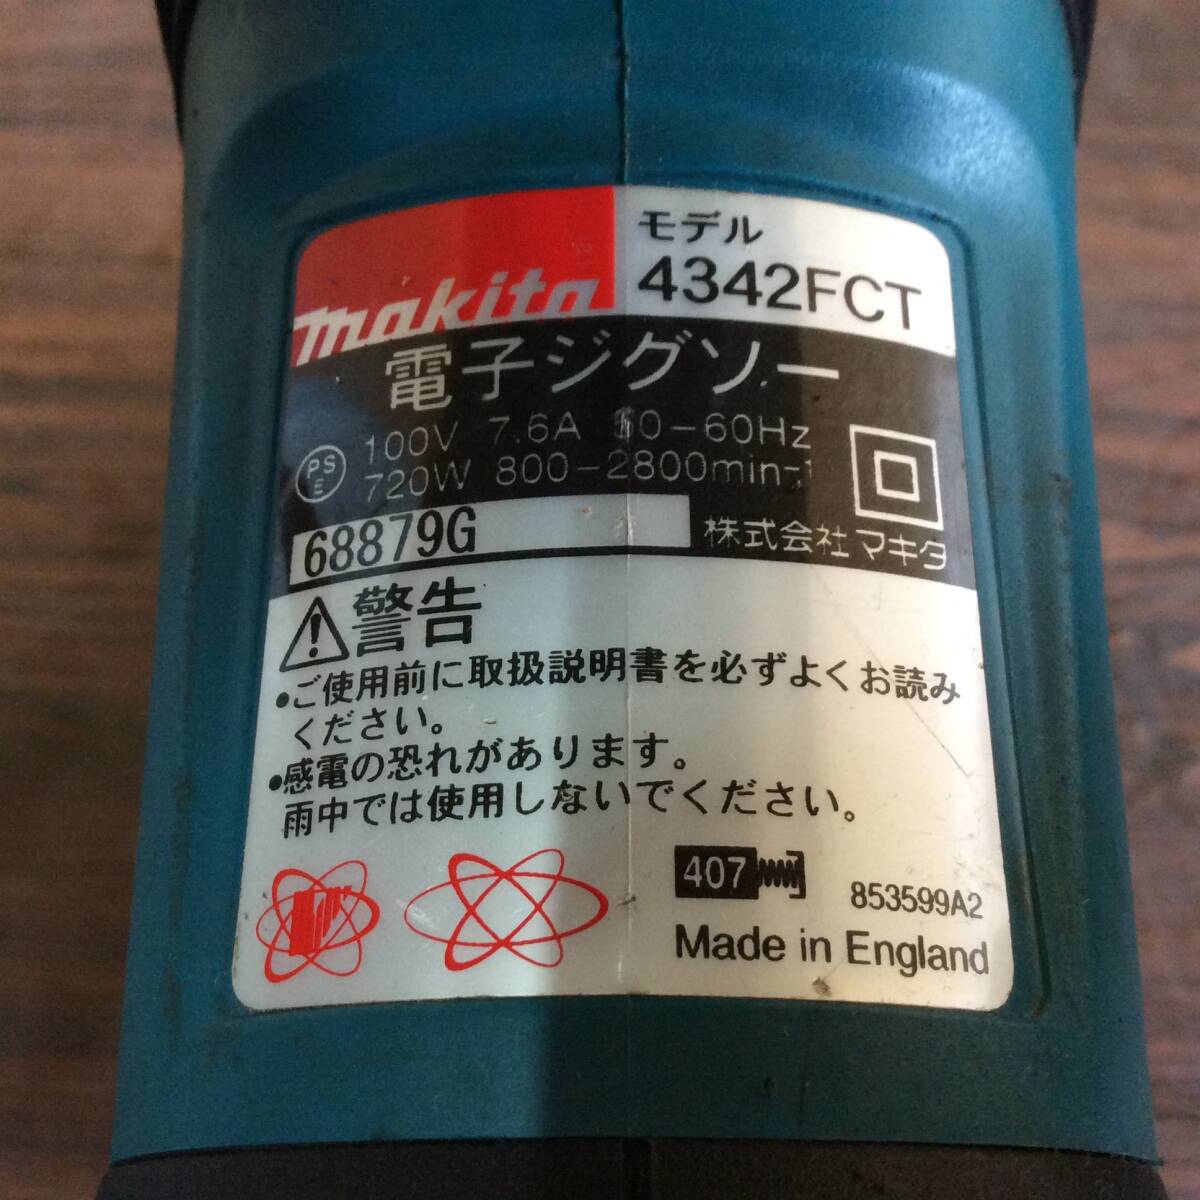 makita
モデル
4342FCT
電子ジグソー
PS
E
100V 7.6A 50-60Hz
720W 800-2800min-1
68879G
株式会社マキタ
警告
•ご使用前に取扱説明書を必ずよくお読み
ください。
•感電の恐れがあります。
雨中では使用しないでください。
407
853599A2
Made in England